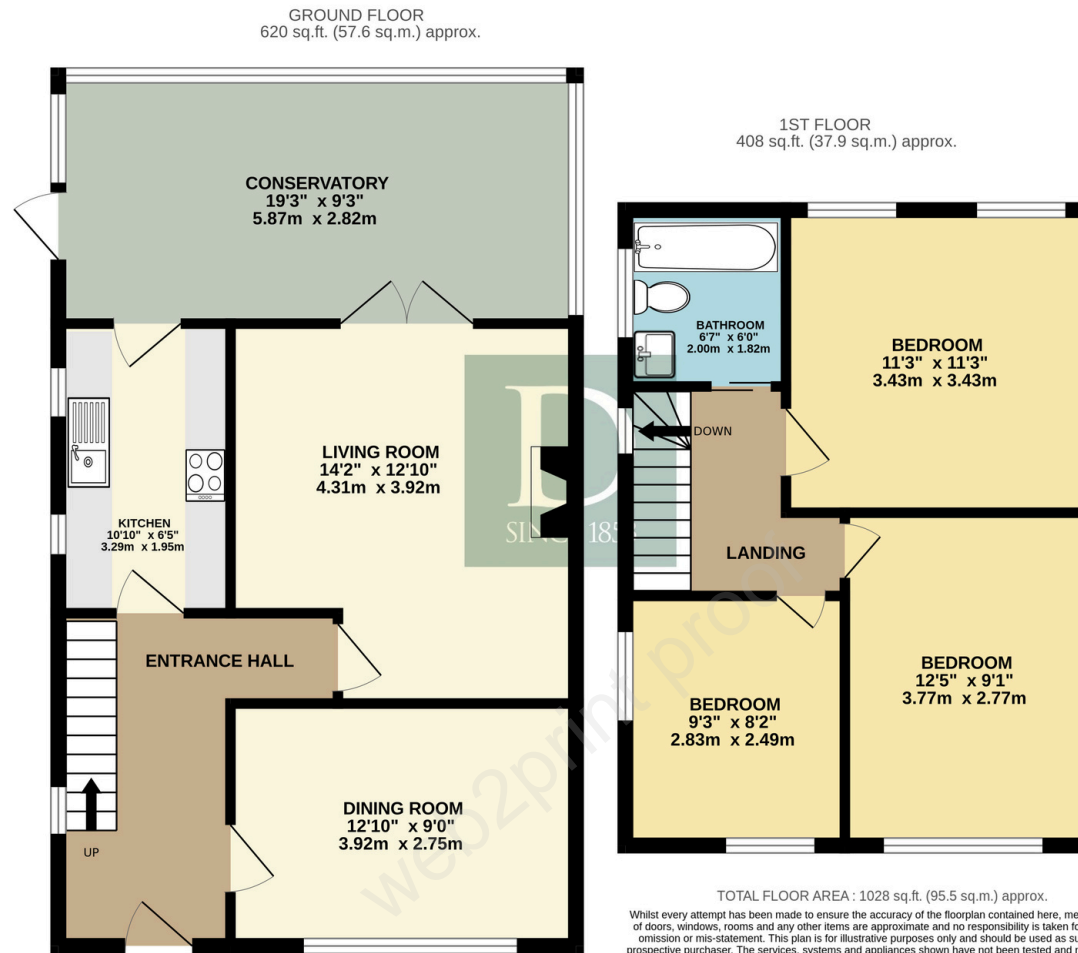 GROUND FLOOR
620 sq.ft. (57.6 sq.m.) approx.
CONSERVATORY
19'3" x 9'3"
5.87m x 2.82m
LIVING ROOM
14'2" x 12'10"
4.31m x 3.92m
KITCHEN
10'10" x 6'5"
3.29m x 1.95m
ENTRANCE HALL
UP
DINING ROOM
12'10" x 9'0"
3.92m x 2.75m
1ST FLOOR
408 sq.ft. (37.9 sq.m.) approx.
BATHROOM
6'7" x 6'0"
2.00m x 1.82m
BEDROOM
11'3" x 11'3"
3.43m x 3.43m
DOWN
LANDING
BEDROOM
12'5" x 9'1"
3.77m x 2.77m
BEDROOM
9'3" x 8'2"
2.83m x 2.49m
D
web2print proof
TOTAL FLOOR AREA : 1028 sq.ft. (95.5 sq.m.) approx.
Whilst every attempt has been made to ensure the accuracy of the floorplan contained here,
of doors, windows, rooms and any other items are approximate and no responsibility is taken
omission or mis-statement. This plan is for illustrative purposes only and should be used as
prospective purchaser. The services, systems and appliances shown have not been tested and